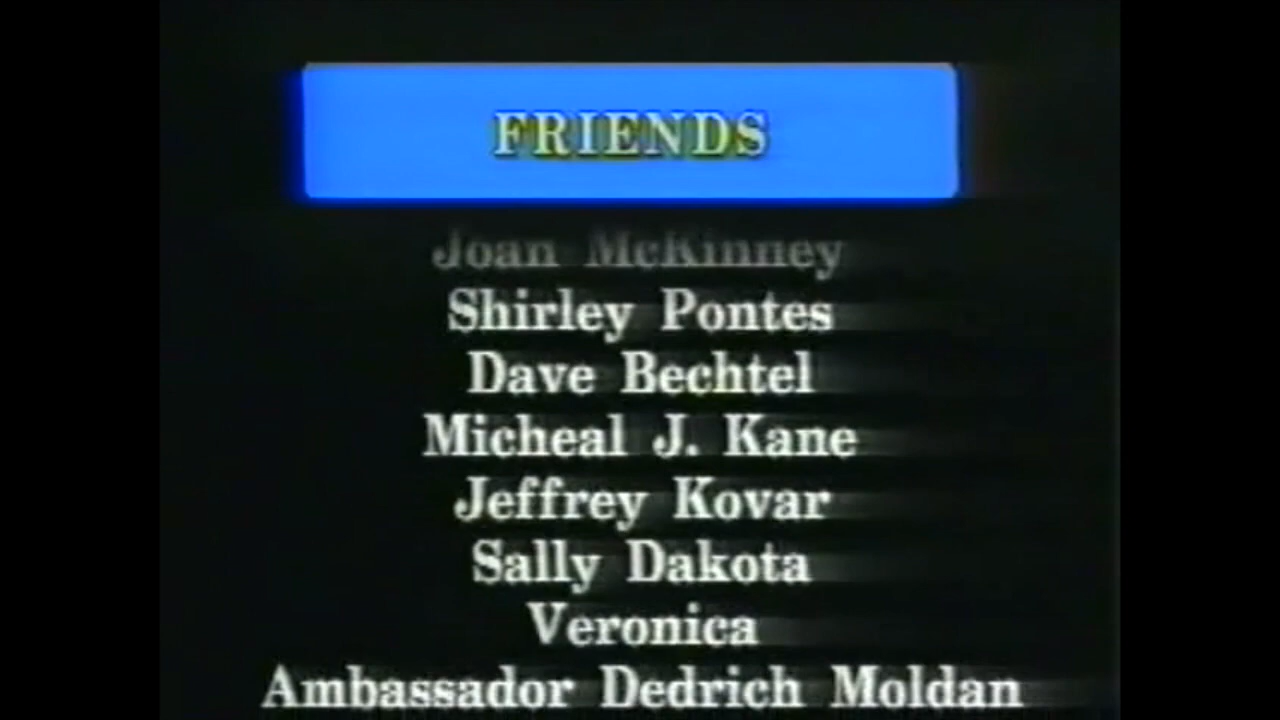 FRIENDS
Joan McKinney
Shirley Pontes
Dave Bechtel
Micheal J. Kane
Jeffrey Kovar
Sally Dakota
Veronica
Ambassador Dedrich Moldan